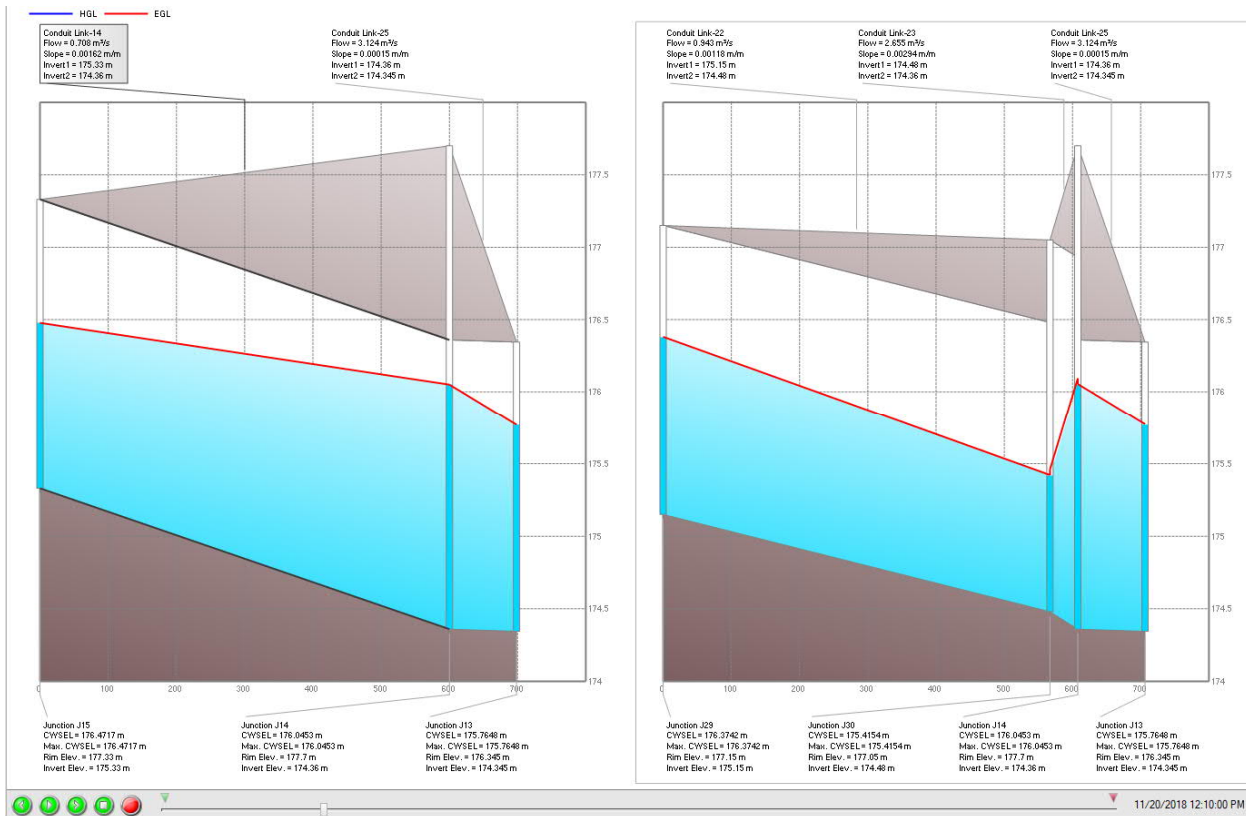 HGL EGL
Conduit Link-14
Flow = 0.708 m³/s
Slope = 0.00162 m/m
Invert1 = 175.33 m
Invert2 = 174.36 m
Conduit Link-25
Flow = 3.124 m³/s
Slope = 0.00015 m/m
Invert1 = 174.36 m
Invert2 = 174.345 m
177.5
177
176.5
176
175.5
175
174.5
174
0 100 200 300 400 500 600 700
Junction J15
CWSEL = 176.4717 m
Max. CWSEL = 176.4717 m
Rim Elev. = 177.33 m
Invert Elev. = 175.33 m
Junction J14
CWSEL = 176.0453 m
Max. CWSEL = 176.0453 m
Rim Elev. = 177.7 m
Invert Elev. = 174.36 m
Junction J13
CWSEL = 175.7648 m
Max. CWSEL = 175.7648 m
Rim Elev. = 176.345 m
Invert Elev. = 174.345 m
Conduit Link-22
Flow = 0.943 m³/s
Slope = 0.00118 m/m
Invert1 = 175.15 m
Invert2 = 174.48 m
Conduit Link-23
Flow = 2.655 m³/s
Slope = 0.00294 m/m
Invert1 = 174.48 m
Invert2 = 174.36 m
Conduit Link-25
Flow = 3.124 m³/s
Slope = 0.00015 m/m
Invert1 = 174.36 m
Invert2 = 174.345 m
177.5
177
176.5
176
175.5
175
174.5
174
0 100 200 300 400 500 600 700
Junction J29
CWSEL = 176.3742 m
Max. CWSEL = 176.3742 m
Rim Elev. = 177.15 m
Invert Elev. = 175.15 m
Junction J30
CWSEL = 175.4154 m
Max. CWSEL = 175.4154 m
Rim Elev. = 177.05 m
Invert Elev. = 174.48 m
Junction J14
CWSEL = 176.0453 m
Max. CWSEL = 176.0453 m
Rim Elev. = 177.7 m
Invert Elev. = 174.36 m
Junction J13
CWSEL = 175.7648 m
Max. CWSEL = 175.7648 m
Rim Elev. = 176.345 m
Invert Elev. = 174.345 m
11/20/2018 12:10:00 PM